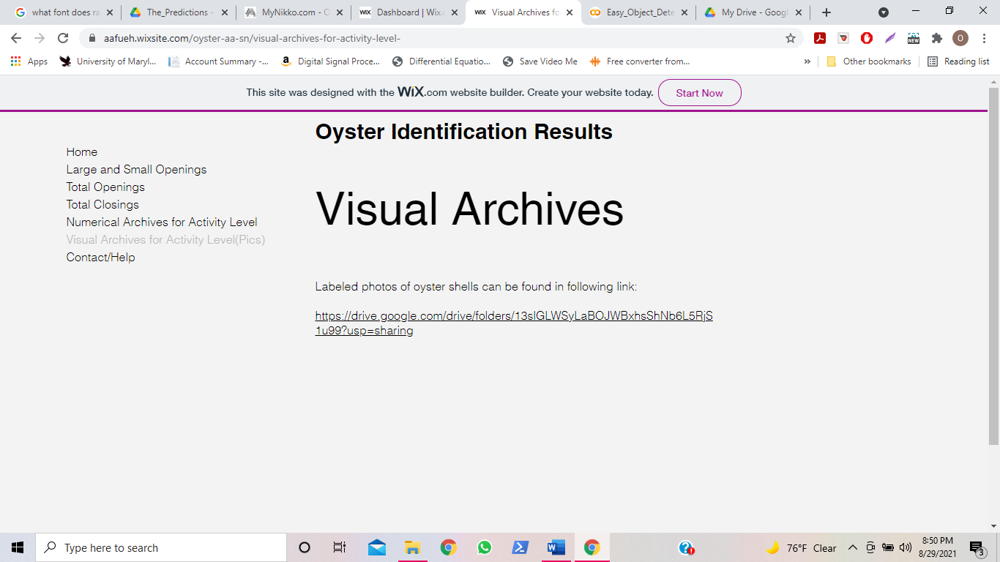 what font does ra
The_Predictions -
MyNikko.com - O
WiX Dashboard | Wix.c
WiX Visual Archives fo
Easy_Object_Dete
My Drive - Googl
aafueh.wixsite.com/oyster-aa-sn/visual-archives-for-activity-level-
NEW
O
Apps
University of Maryl...
Account Summary -...
Digital Signal Proce...
Differential Equatio...
Save Video Me
Free converter from...
»
Other bookmarks
Reading list
This site was designed with the WiX.com website builder. Create your website today.
Start Now
Oyster Identification Results
Home
Large and Small Openings
Total Openings
Total Closings
Numerical Archives for Activity Level
Visual Archives for Activity Level(Pics)
Contact/Help
Visual Archives
Labeled photos of oyster shells can be found in following link:
https://drive.google.com/drive/folders/13slGLWSyLaBOJWBxhsShNb6L5RjS
1u99?usp=sharing
Type here to search
76°F Clear
8:50 PM
8/29/2021
3